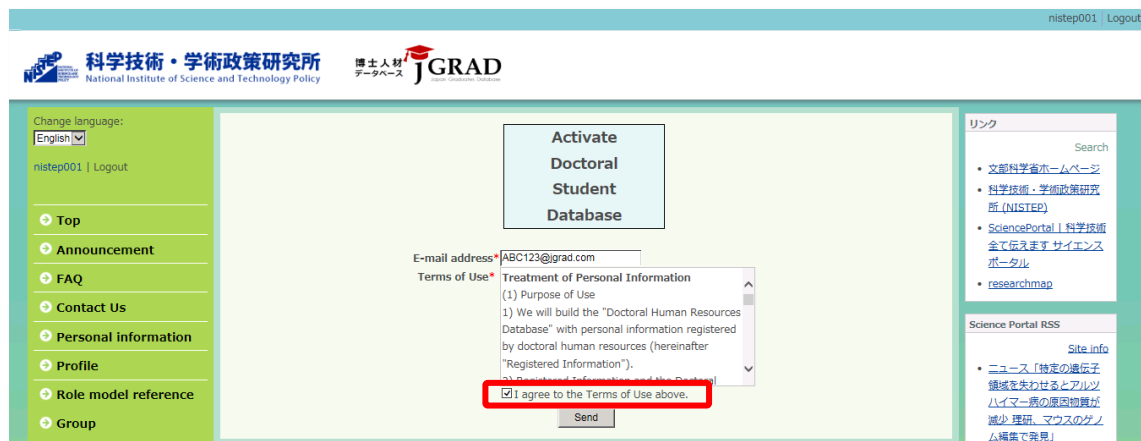 nistep001 | Logout
NISTEP
科学技術・学術政策研究所
National Institute of Science and Technology Policy
博士人材
データベース
JGRAD
Japan Graduates Database
Change language:
English
nistep001 | Logout
Top
Announcement
FAQ
Contact Us
Personal information
Profile
Role model reference
Group
Activate
Doctoral
Student
Database
E-mail address* ABC123@jgrad.com
Terms of Use* Treatment of Personal Information
(1) Purpose of Use
1) We will build the "Doctoral Human Resources
Database" with personal information registered
by doctoral human resources (hereinafter
"Registered Information").
2) Registered Information and the Doctoral
I agree to the Terms of Use above.
Send
リンク
Search
• 文部科学省ホームページ
• 科学技術・学術政策研究
所 (NISTEP)
• SciencePortal | 科学技術
全て伝えます サイエンス
ポータル
• researchmap
Science Portal RSS
Site info
• ニュース「特定の遺伝子
領域を失わせるとアルツ
ハイマー病の原因物質が
減少 理研、マウスのゲノ
ム編集で発見」